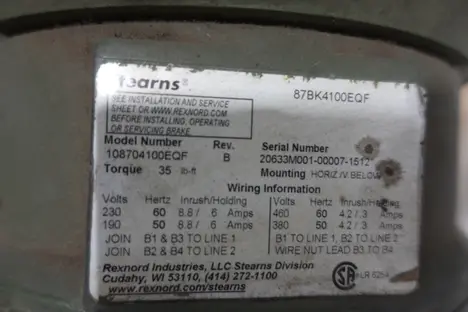 stearns®
87BK4100EQF
SEE INSTALLATION AND SERVICE
SHEET OR WWW.REXNORD.COM
BEFORE INSTALLING, OPERATING
OR SERVICING BRAKE.
Model Number Rev. Serial Number
108704100EQF B 20633M001-00007-1512
Torque 35 lb-ft Mounting HORIZ /V BELOW
Wiring Information
Volts Hertz Inrush/Holding Volts Hertz Inrush/Holding
230 60 8.8/ .6 Amps 460 60 4.2/ .3 Amps
190 50 8.8/ .6 Amps 380 50 4.2/ .3 Amps
JOIN B1 & B3 TO LINE 1 B1 TO LINE 1, B2 TO LINE 2
JOIN B2 & B4 TO LINE 2 WIRE NUT LEAD B3 TO B4
Rexnord Industries, LLC Stearns Division
Cudahy, WI 53110, (414) 272-1100
www.rexnord.com/stearns
SA LR 6254